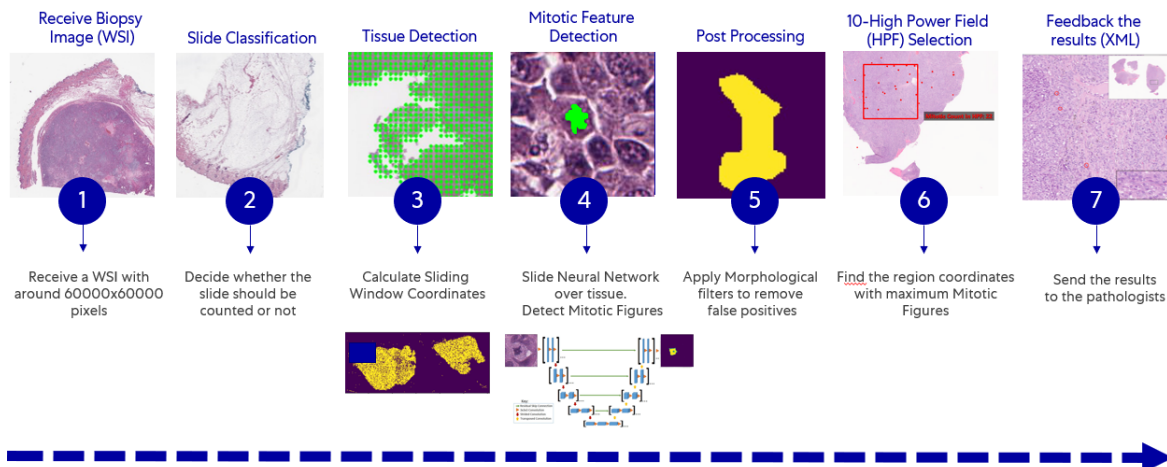 Receive Biopsy
Image (WSI)
Slide Classification
Tissue Detection
Mitotic Feature
Detection
Post Processing
10-High Power Field
(HPF) Selection
Feedback the
results (XML)
1
2
3
4
5
6
7
Receive a WSI with
around 60000x60000
pixels
Decide whether the
slide should be
counted or not
Calculate Sliding
Window Coordinates
Slide Neural Network
over tissue.
Detect Mitotic Figures
Apply Morphological
filters to remove
false positives
Find the region coordinates
with maximum Mitotic
Figures
Send the results
to the pathologists